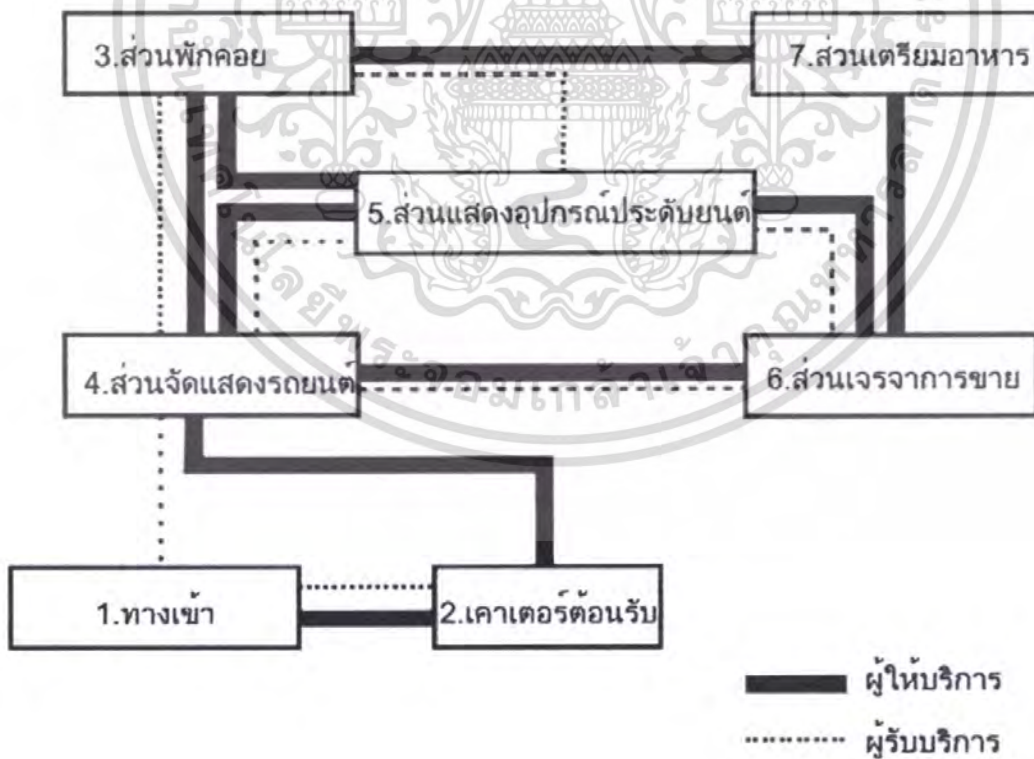 3.ส่วนพักคอย
7.ส่วนเตรียมอาหาร
5.ส่วนแสดงอุปกรณ์ประดับยนต์
4.ส่วนจัดแสดงรถยนต์
6.ส่วนเจรจาการขาย
1.ทางเข้า
2.เคาเตอร์ต้อนรับ
ผู้ให้บริการ
ผู้รับบริการ